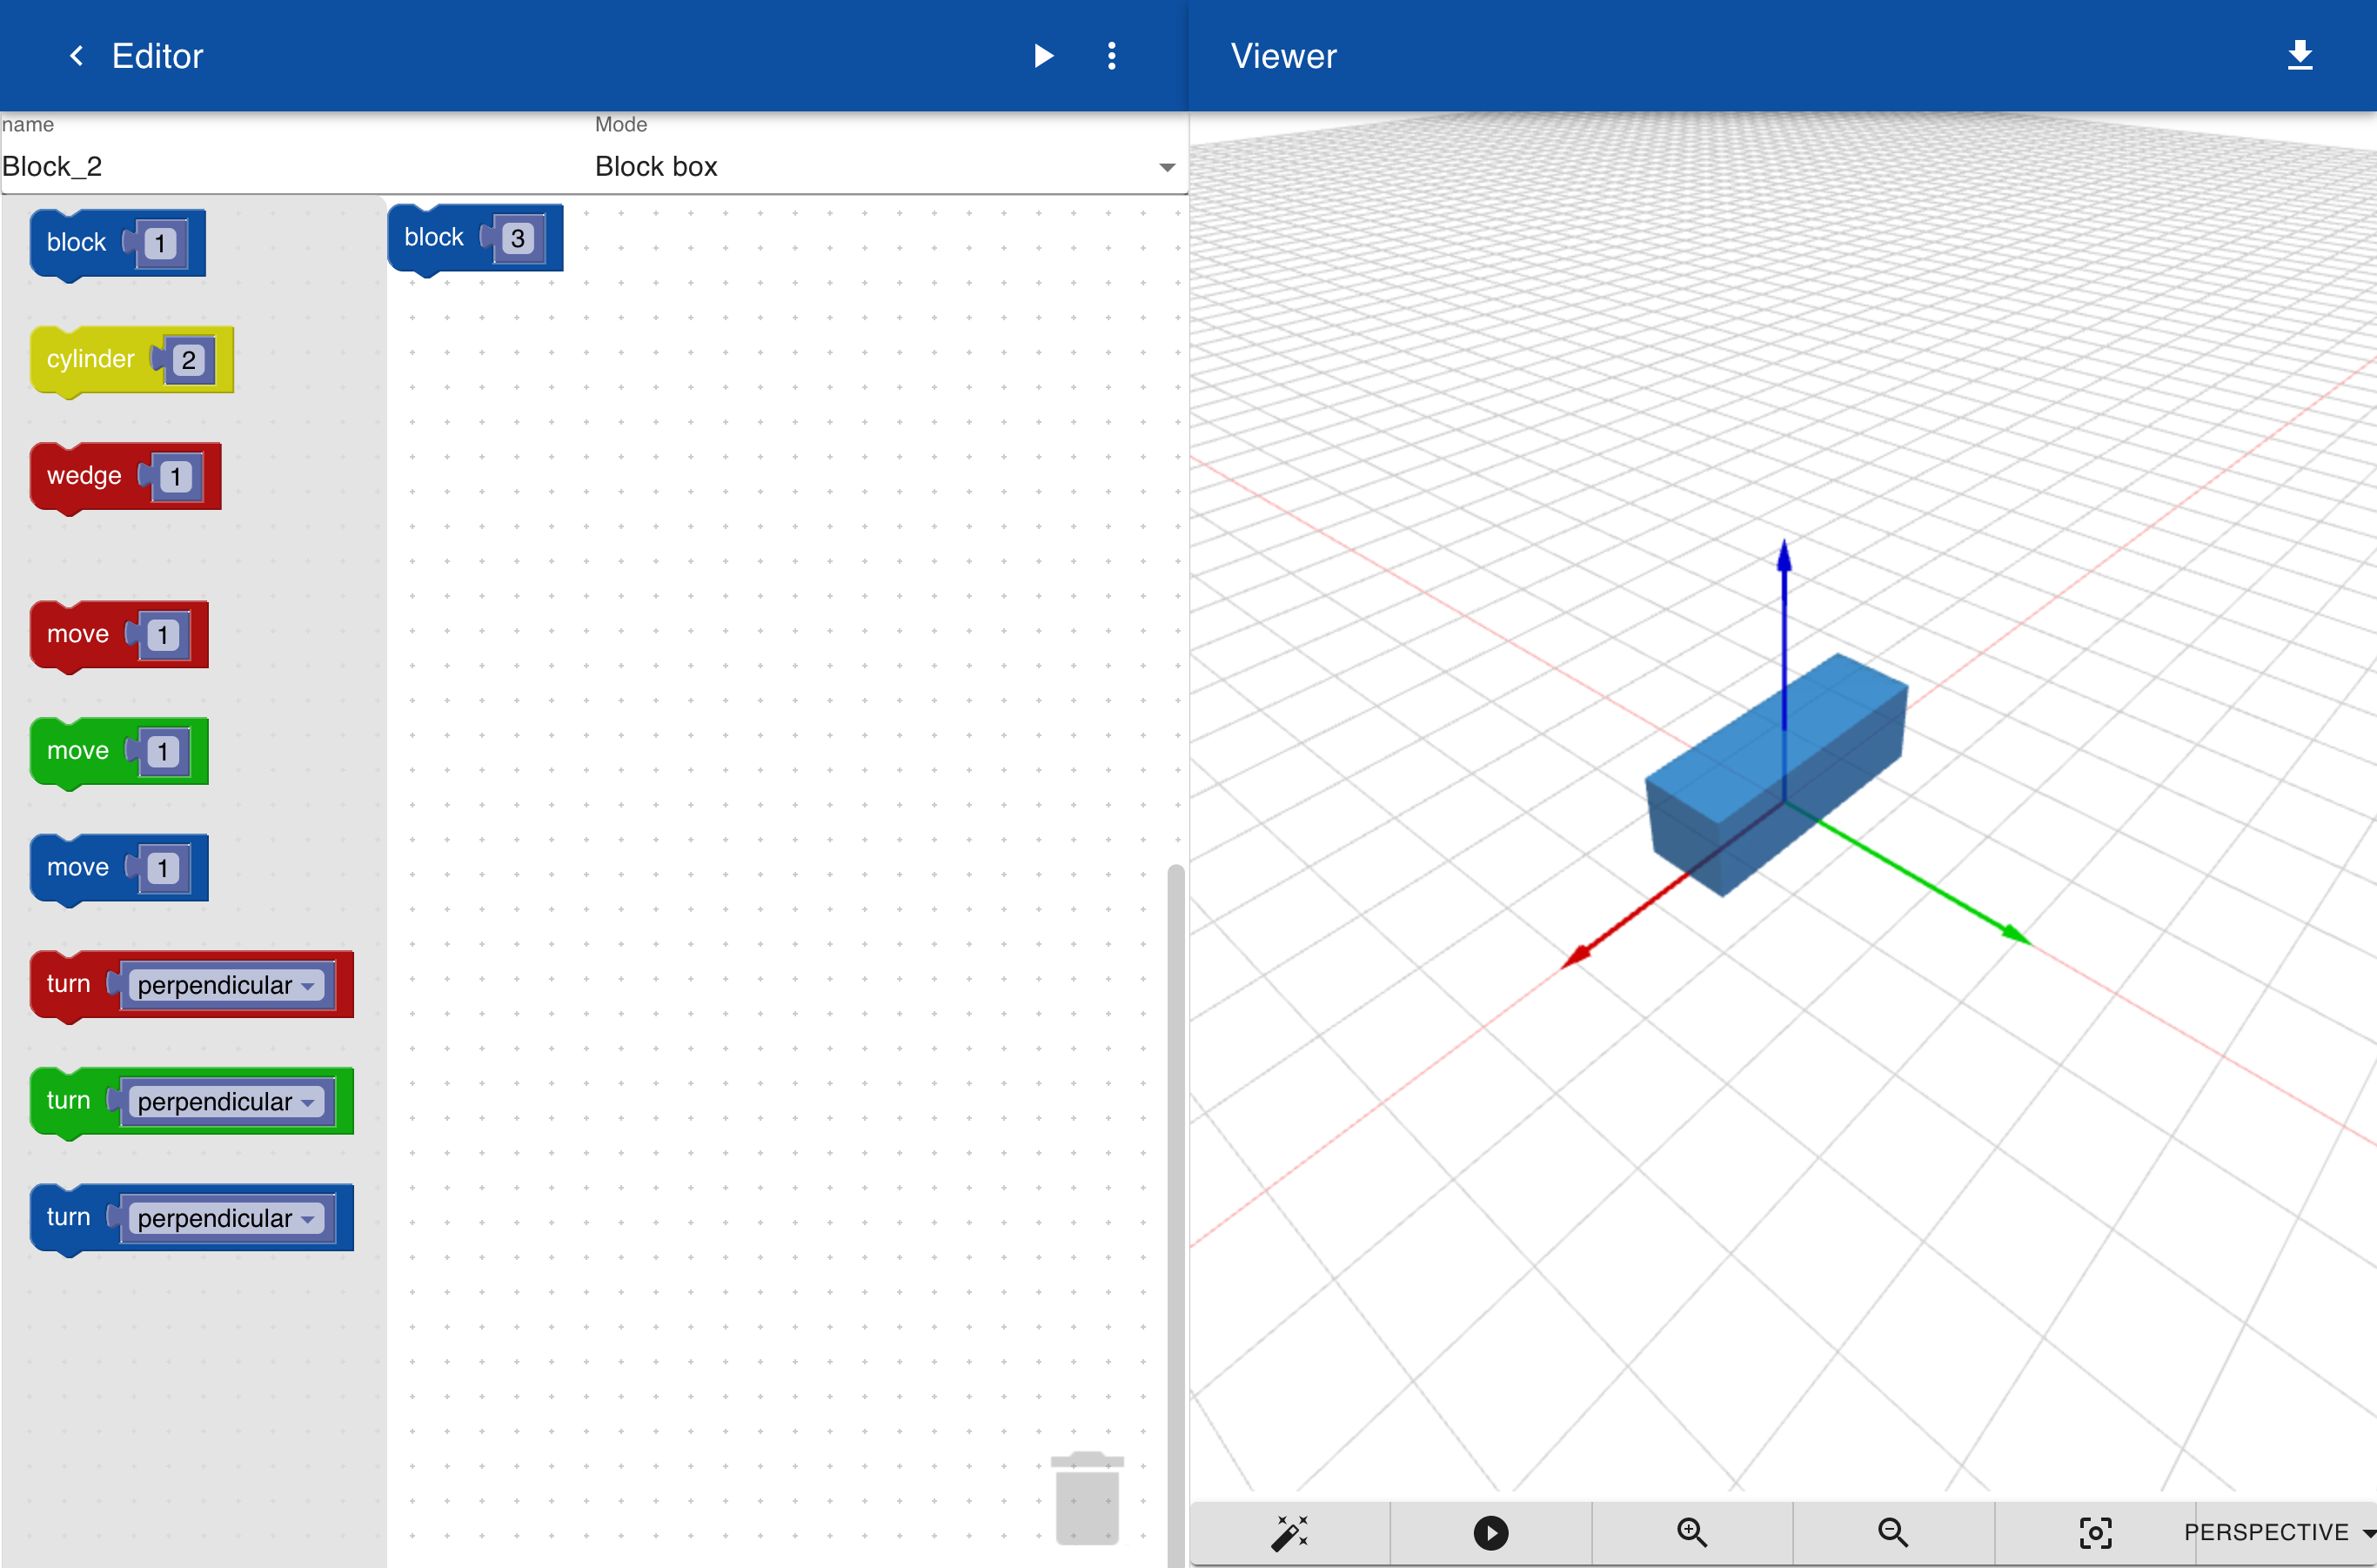 Editor
Viewer
name
Mode
Block_2
Block box
block 1
block 3
cylinder 2
wedge 1
move 1
move 1
move 1
turn perpendicular
turn perpendicular
turn perpendicular
PERSPECTIVE